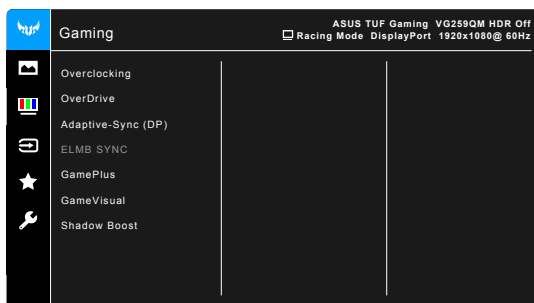 Gaming
ASUS TUF Gaming VG259QM HDR Off
Racing Mode DisplayPort 1920x1080@ 60Hz
Overclocking
OverDrive
Adaptive-Sync (DP)
ELMB SYNC
GamePlus
GameVisual
Shadow Boost